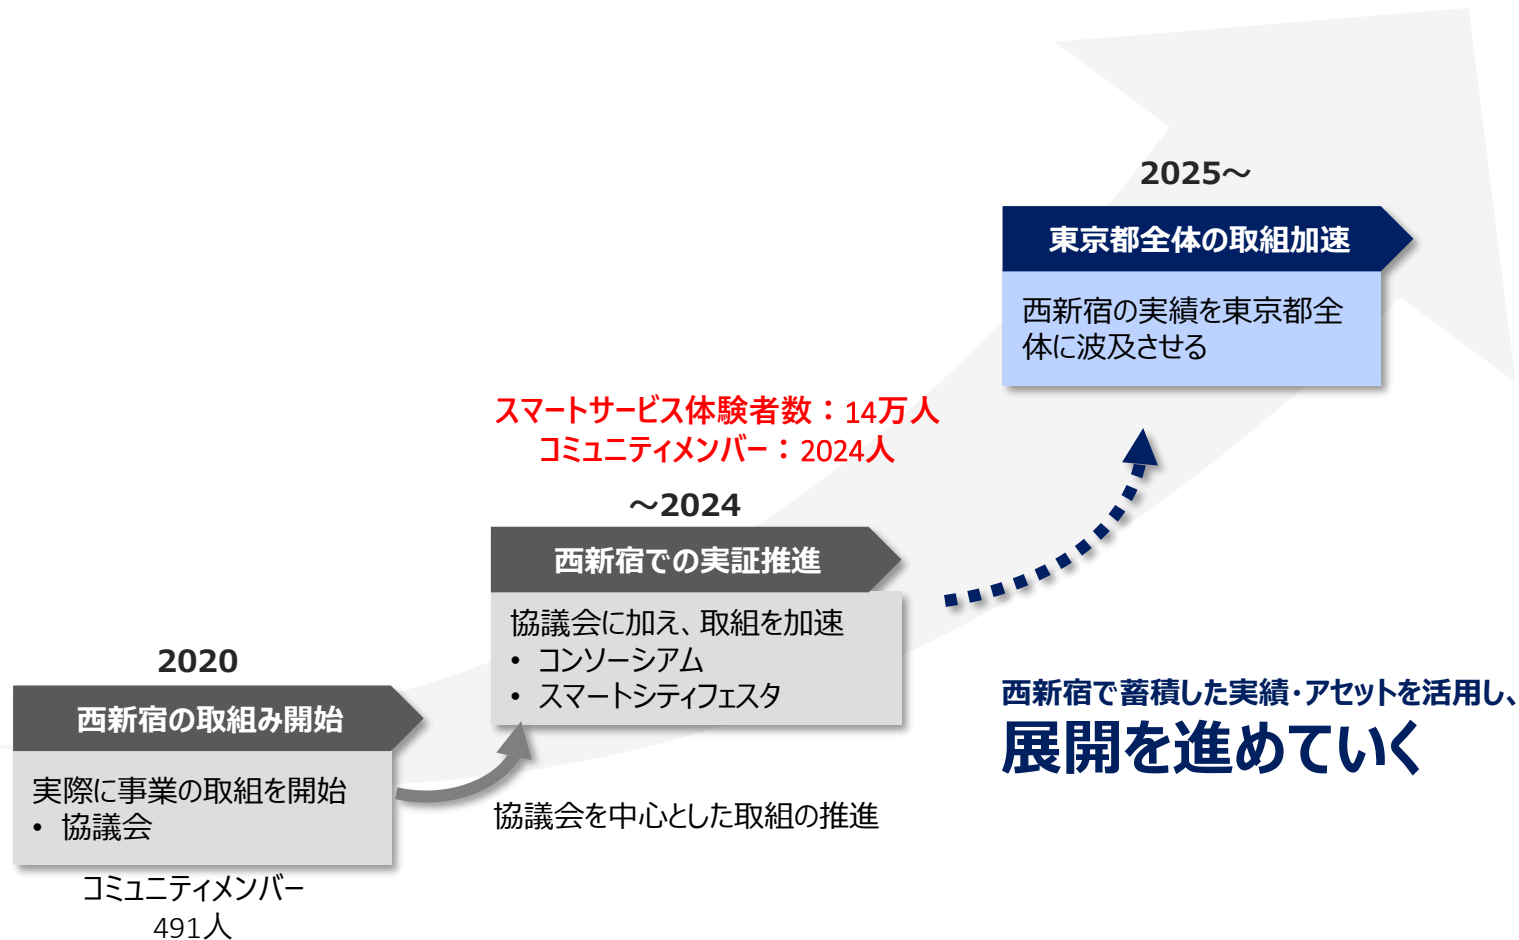 2020
西新宿の取組み開始
実際に事業の取組を開始
• 協議会
コミュニティメンバー
491人
スマートサービス体験者数：14万人
コミュニティメンバー：2024人
～2024
西新宿での実証推進
協議会に加え、取組を加速
• コンソーシアム
• スマートシティフェスタ
協議会を中心とした取組の推進
2025～
東京都全体の取組加速
西新宿の実績を東京都全
体に波及させる
西新宿で蓄積した実績・アセットを活用し、
展開を進めていく